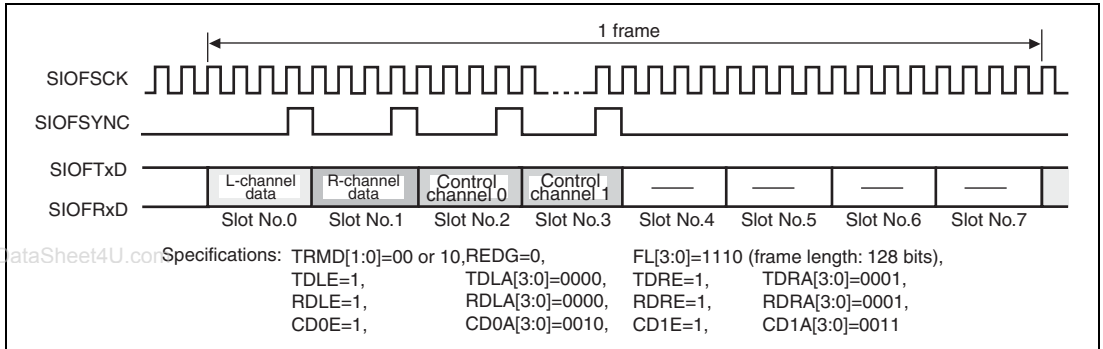 1 frame
SIOFSCK
SIOFSYNC
SIOFTxD
SIOFRxD
L-channel data
R-channel data
Control channel 0
Control channel 1
Slot No.0 Slot No.1 Slot No.2 Slot No.3 Slot No.4 Slot No.5 Slot No.6 Slot No.7
DataSheet4U.com
Specifications: TRMD[1:0]=00 or 10, REDG=0, FL[3:0]=1110 (frame length: 128 bits),
TDLE=1, TDLA[3:0]=0000, TDRE=1, TDRA[3:0]=0001,
RDLE=1, RDLA[3:0]=0000, RDRE=1, RDRA[3:0]=0001,
CD0E=1, CD0A[3:0]=0010, CD1E=1, CD1A[3:0]=0011